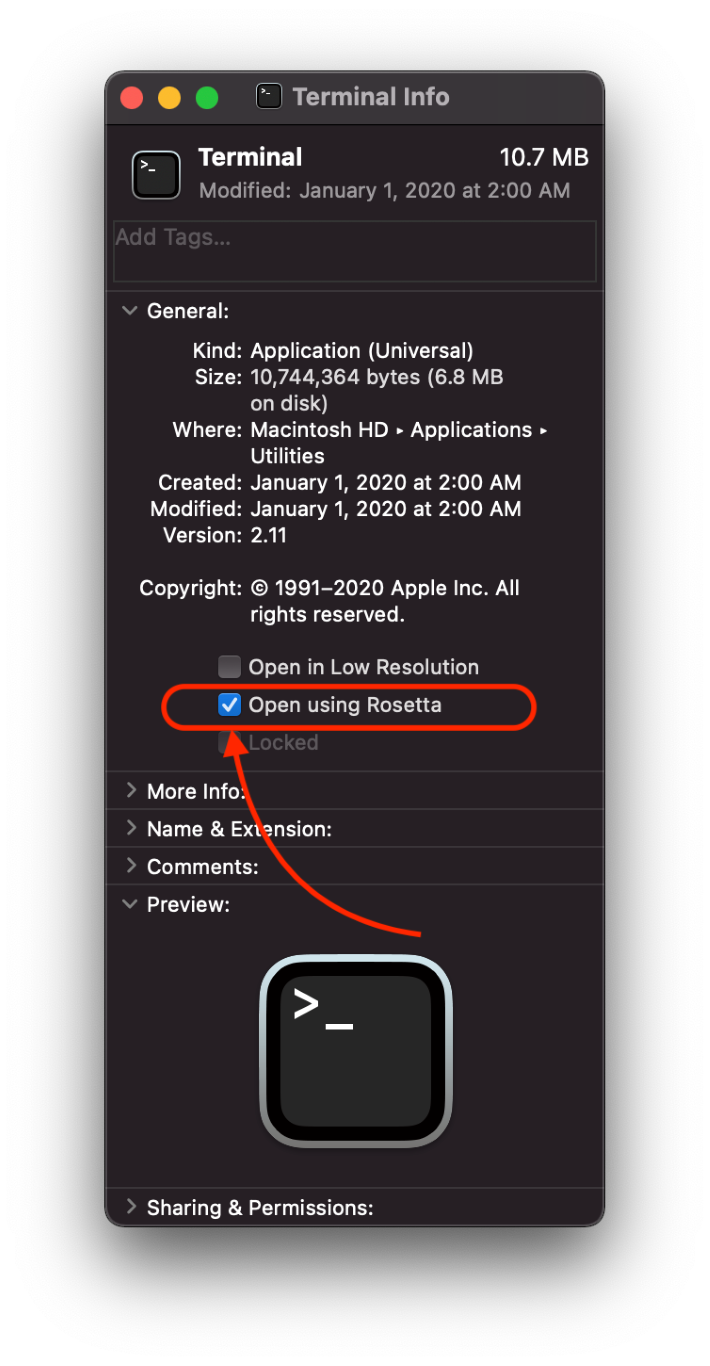 Terminal Info
Terminal 10.7 MB
Modified: January 1, 2020 at 2:00 AM
Add Tags...
General:
Kind: Application (Universal)
Size: 10,744,364 bytes (6.8 MB
on disk)
Where: Macintosh HD ▸ Applications ▸
Utilities
Created: January 1, 2020 at 2:00 AM
Modified: January 1, 2020 at 2:00 AM
Version: 2.11
Copyright: © 1991–2020 Apple Inc. All
rights reserved.
Open in Low Resolution
Open using Rosetta
Locked
More Info:
Name & Extension:
Comments:
Preview:
>_
Sharing & Permissions: